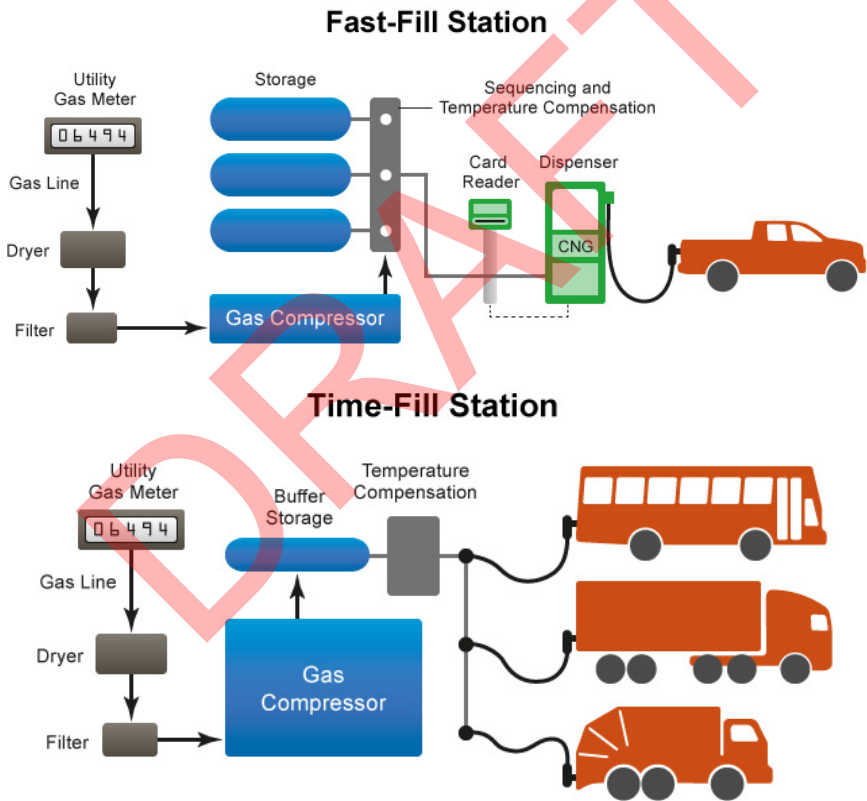 Fast-Fill Station
Utility
Gas Meter
06494
Gas Line
Dryer
Filter
Storage
Gas Compressor
Sequencing and
Temperature Compensation
Card
Reader
Dispenser
CNG
DRAFT
Time-Fill Station
Utility
Gas Meter
06494
Gas Line
Dryer
Filter
Buffer
Storage
Gas
Compressor
Temperature
Compensation